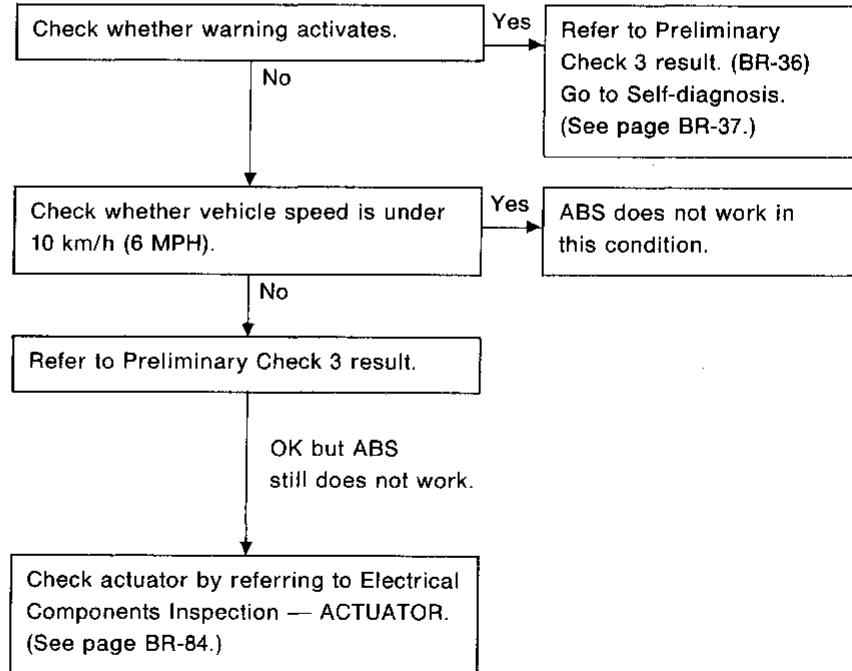 Check whether warning activates.
Yes
Refer to Preliminary
Check 3 result. (BR-36)
Go to Self-diagnosis.
(See page BR-37.)
No
Check whether vehicle speed is under
10 km/h (6 MPH).
Yes
ABS does not work in
this condition.
No
Refer to Preliminary Check 3 result.
OK but ABS
still does not work.
Check actuator by referring to Electrical
Components Inspection — ACTUATOR.
(See page BR-84.)